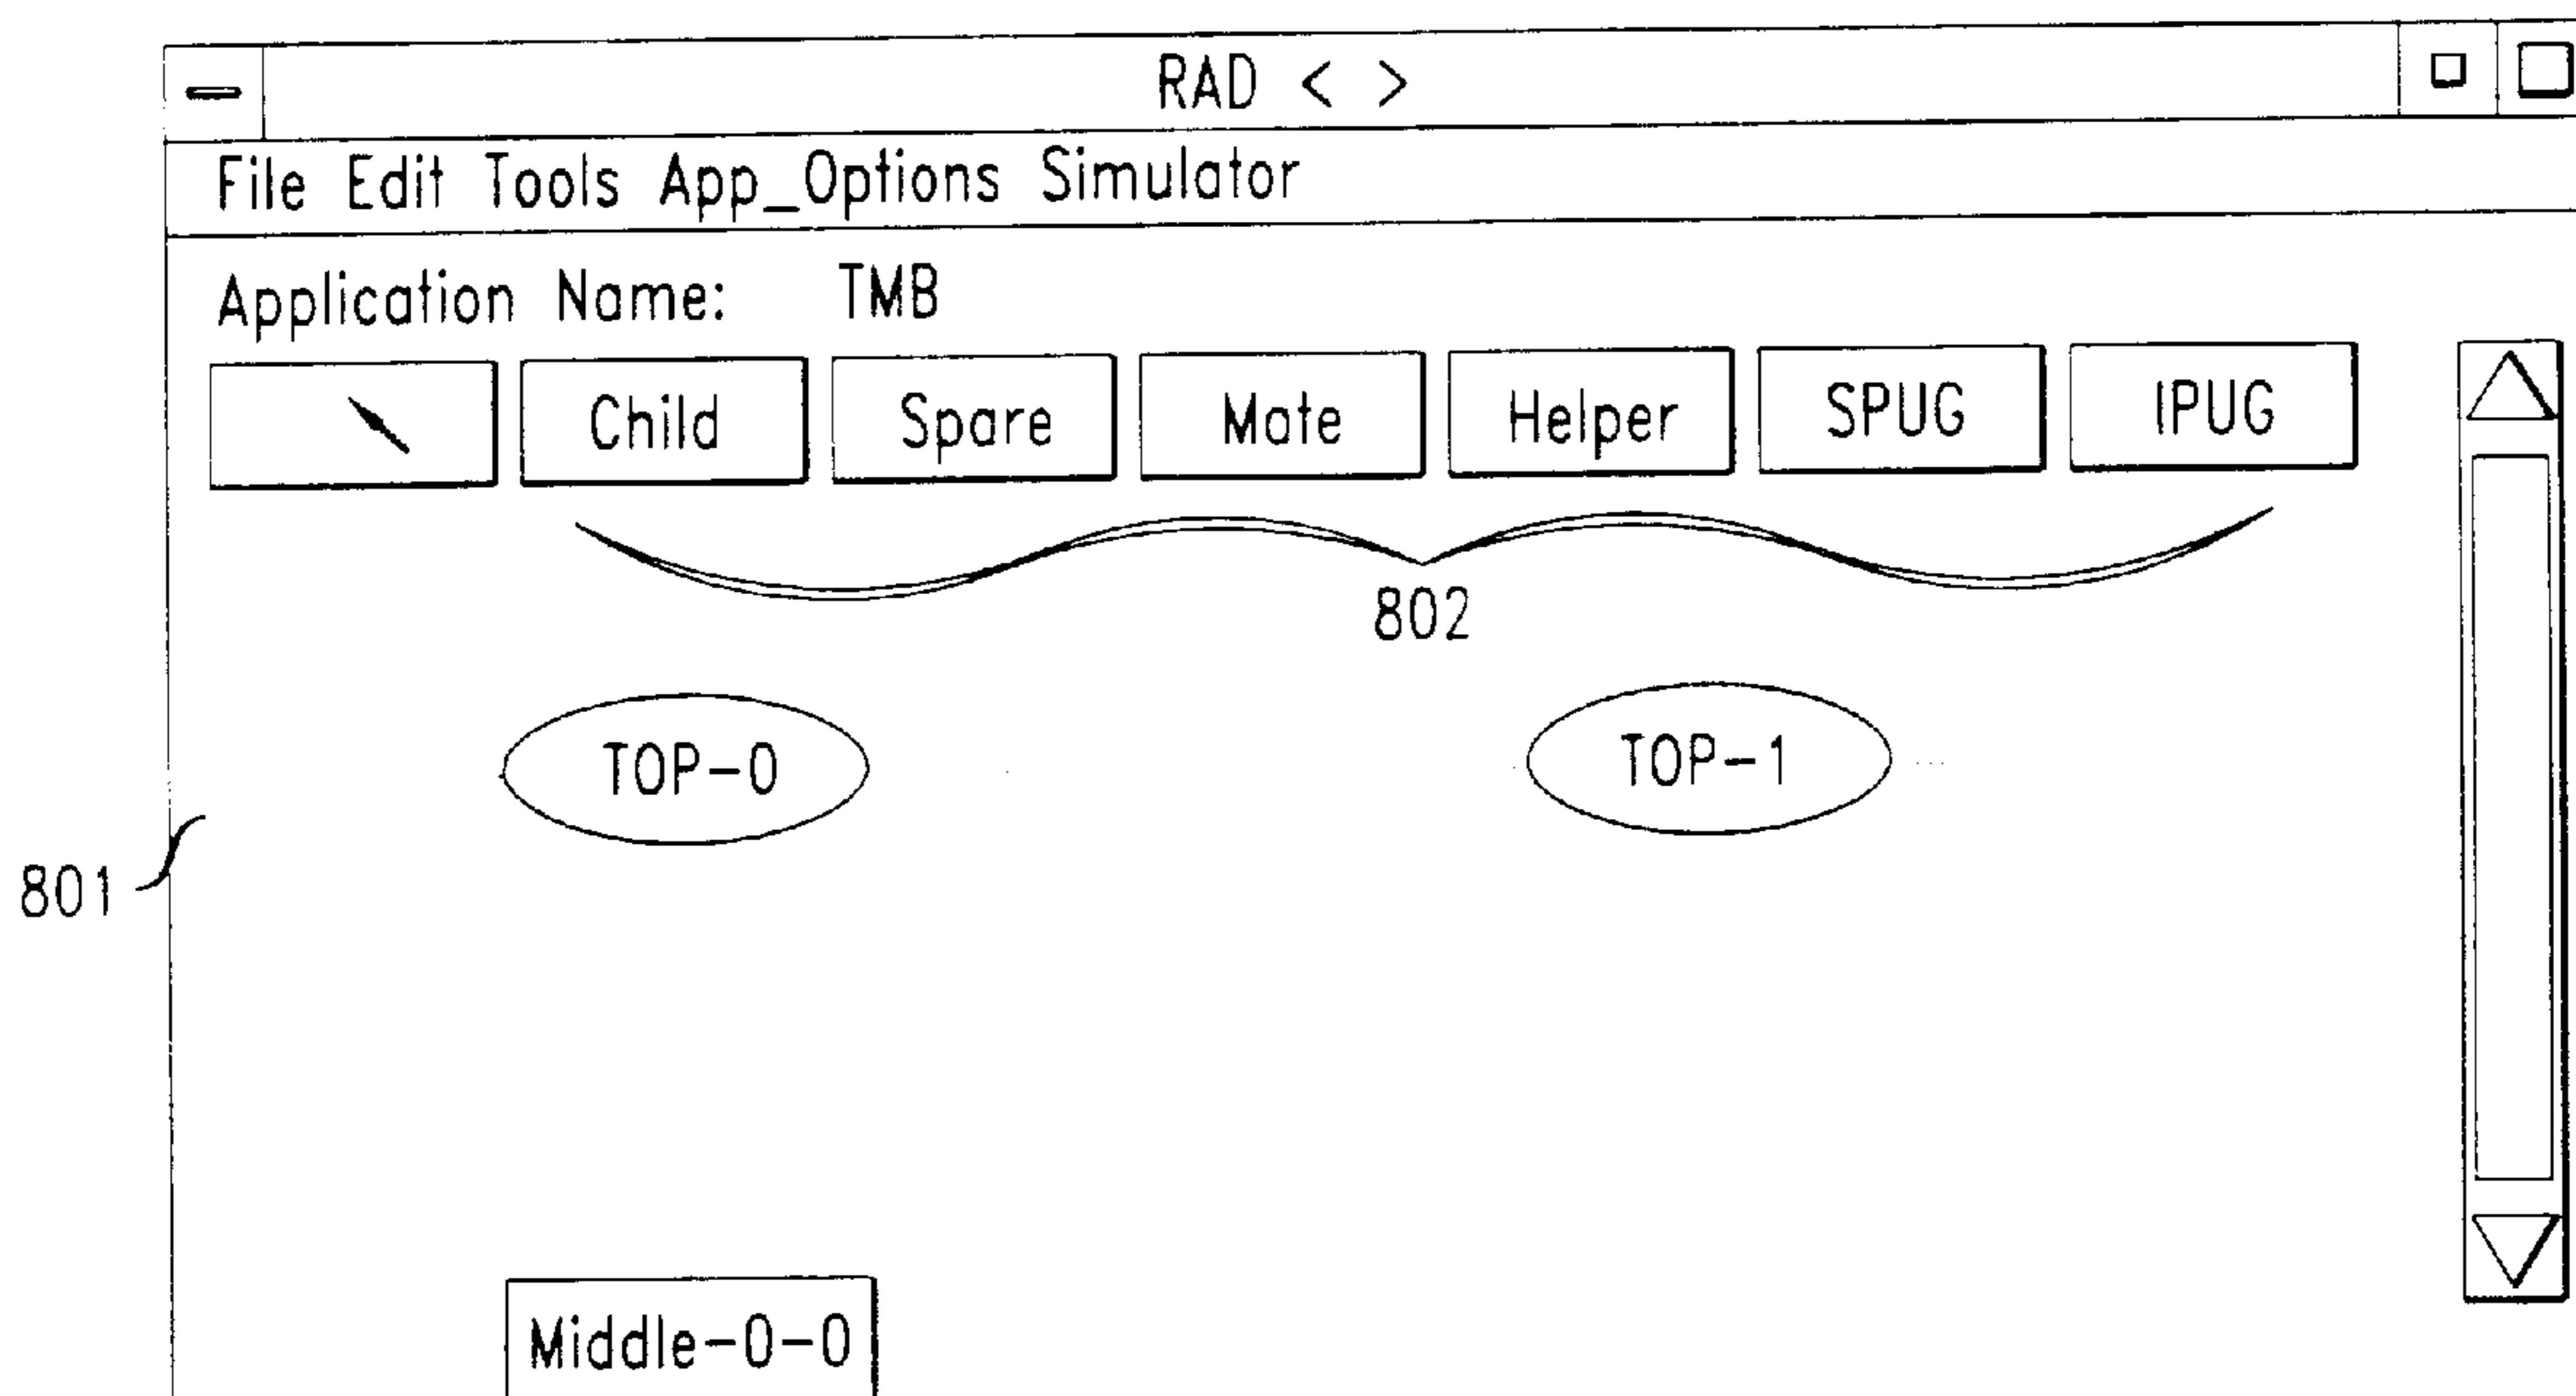 RAD < >
File Edit Tools App_Options Simulator
Application Name: TMB
Child Spare Mate Helper SPUG IPUG
802
TOP-0 TOP-1
801
Middle-0-0